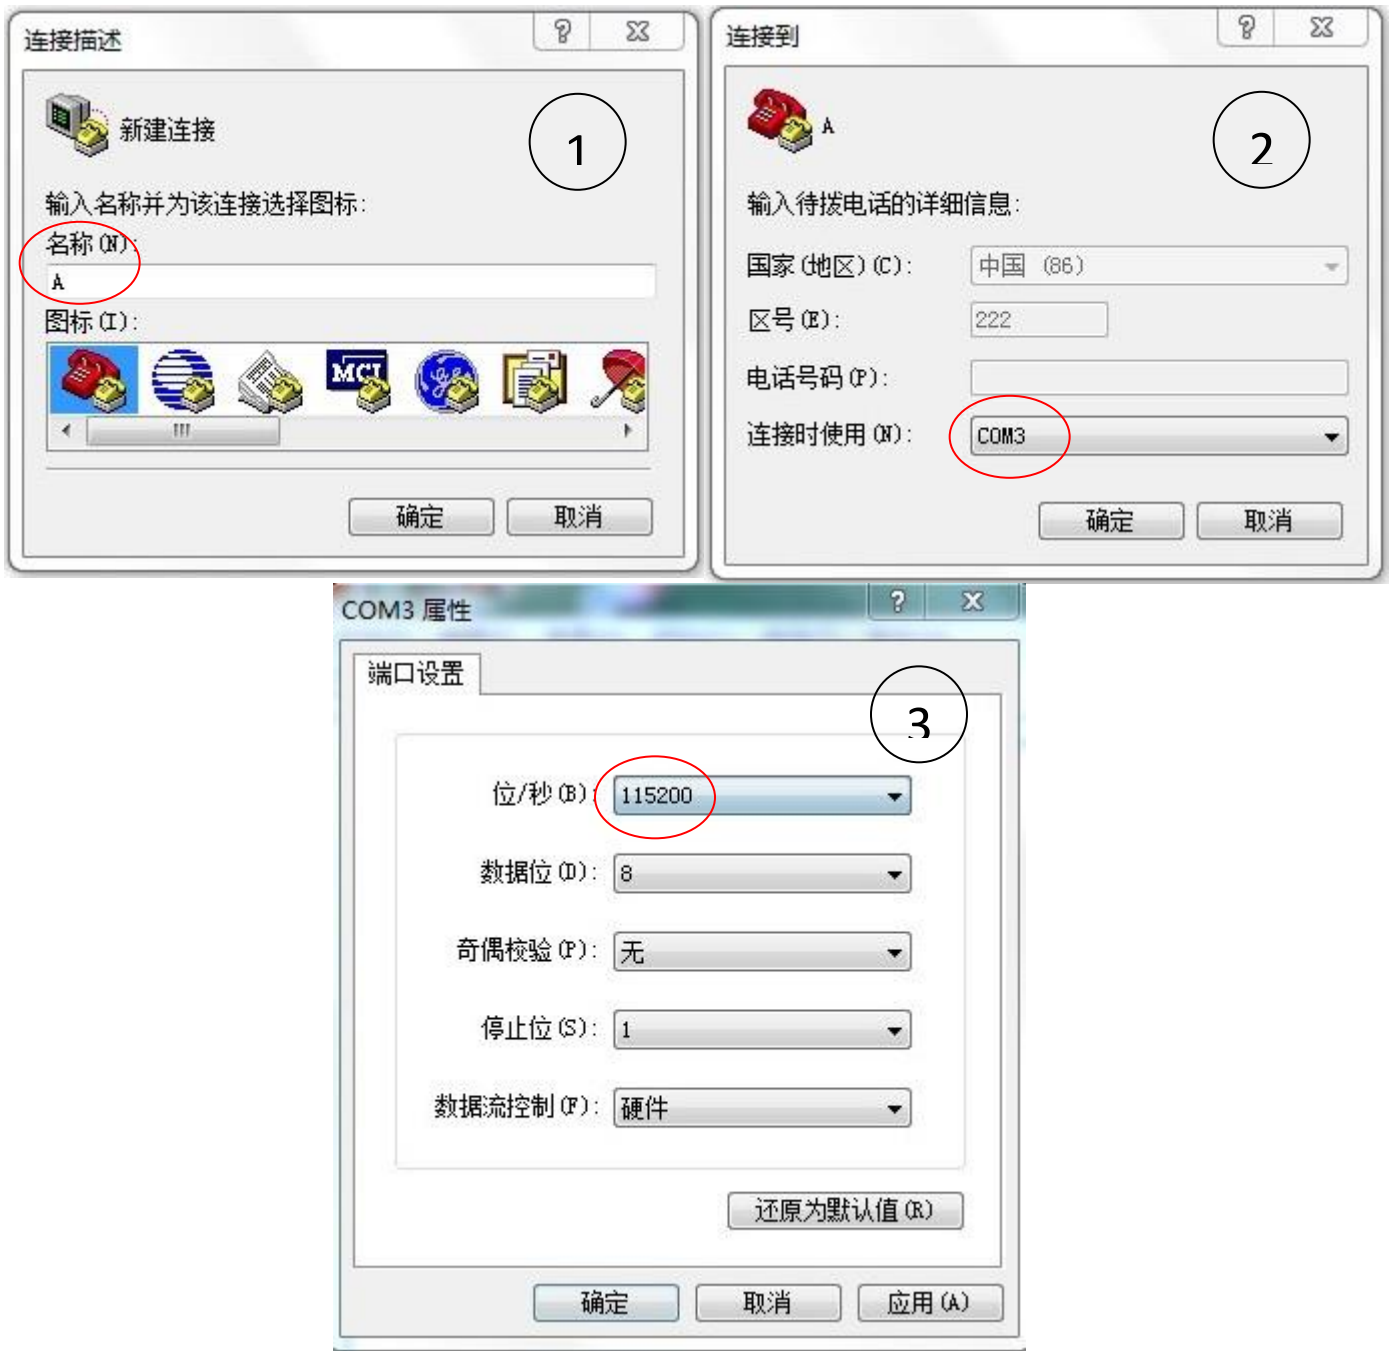 连接描述
新建连接
1
输入名称并为该连接选择图标:
名称(N):
A
图标(I):
MCI
确定
取消
连接到
A
2
输入待拨电话的详细信息:
国家(地区)(C):
中国 (86)
区号(E):
222
电话号码(P):
连接时使用(N):
COM3
确定
取消
COM3 属性
端口设置
3
位/秒(B):
115200
数据位(D):
8
奇偶校验(P):
无
停止位(S):
1
数据流控制(F):
硬件
还原为默认值(R)
确定
取消
应用(A)